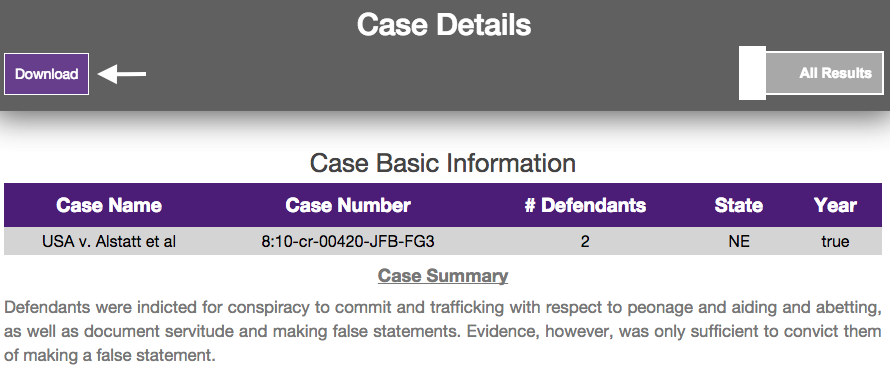 Case Details
Download
All Results
Case Basic Information
Case Name Case Number # Defendants State Year
USA v. Alstatt et al 8:10-cr-00420-JFB-FG3 2 NE true
Case Summary
Defendants were indicted for conspiracy to commit and trafficking with respect to peonage and aiding and abetting,
as well as document servitude and making false statements. Evidence, however, was only sufficient to convict them
of making a false statement.